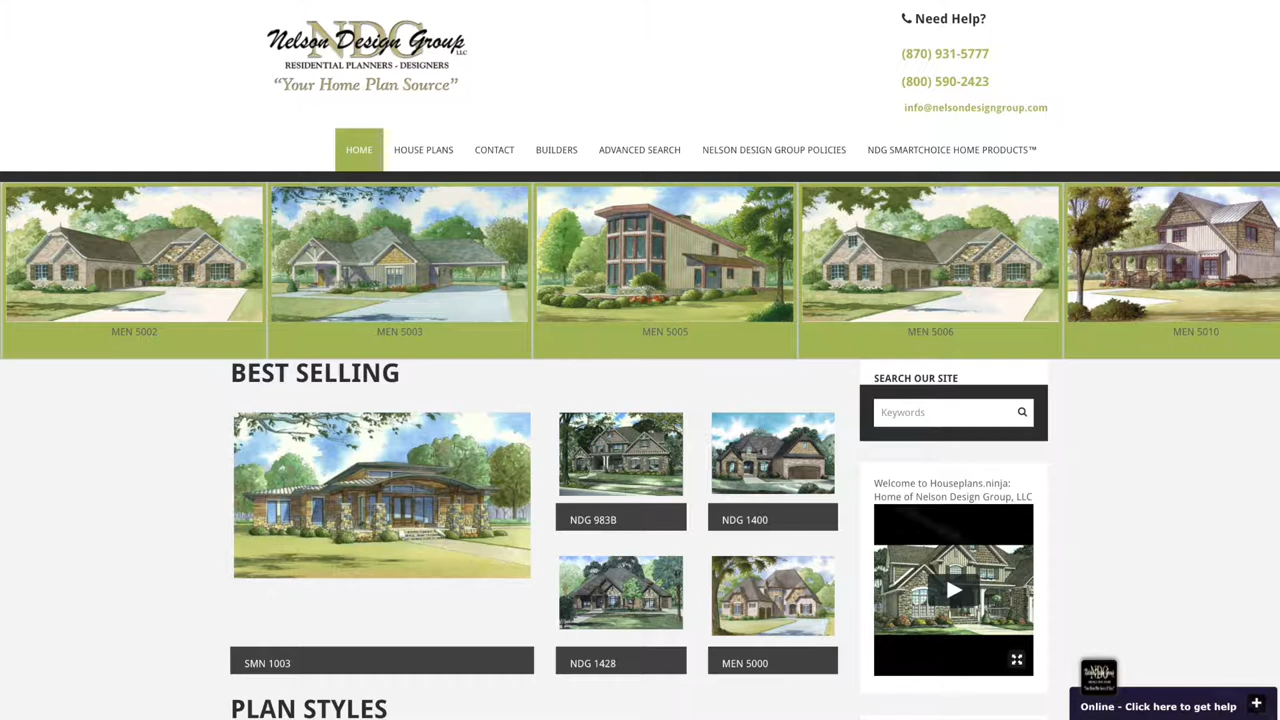 NDG
Nelson Design Group LLC
RESIDENTIAL PLANNERS - DESIGNERS
"Your Home Plan Source"
Need Help?
(870) 931-5777
(800) 590-2423
info@nelsondesigngroup.com
HOME HOUSE PLANS CONTACT BUILDERS ADVANCED SEARCH NELSON DESIGN GROUP POLICIES NDG SMARTCHOICE HOME PRODUCTS™
MEN 5002 MEN 5003 MEN 5005 MEN 5006 MEN 5010
BEST SELLING
NDG 983B NDG 1400
SMN 1003 NDG 1428 MEN 5000
PLAN STYLES
SEARCH OUR SITE
Keywords
Welcome to Houseplans.ninja:
Home of Nelson Design Group, LLC
NDG
Online - Click here to get help